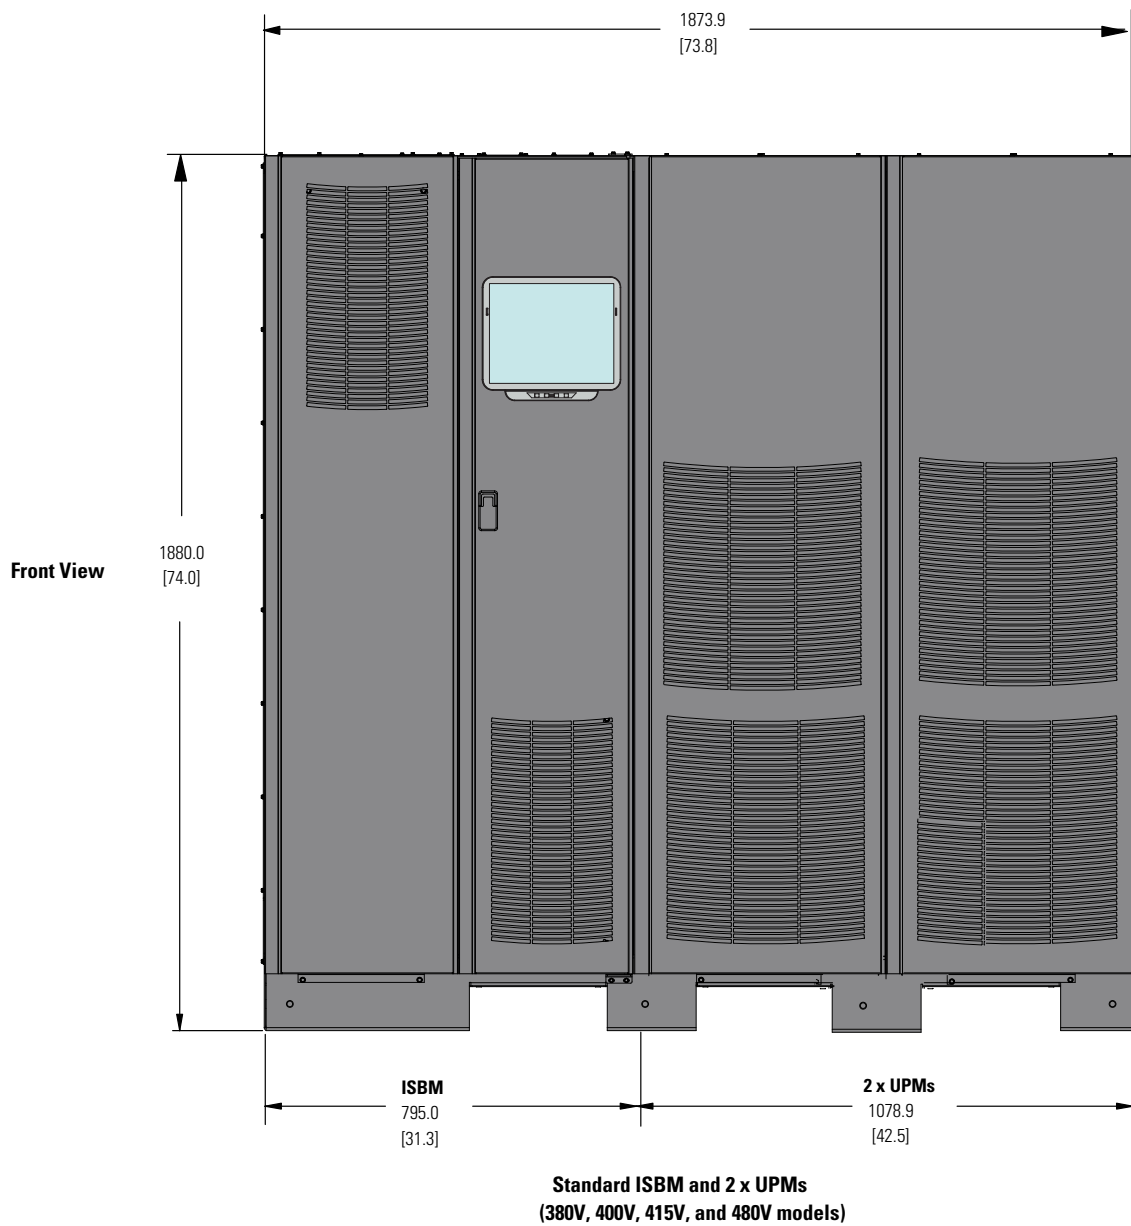 1873.9
[73.8]
Front View
1880.0
[74.0]
ISBM
795.0
[31.3]
2 x UPMs
1078.9
[42.5]
Standard ISBM and 2 x UPMs
(380V, 400V, 415V, and 480V models)